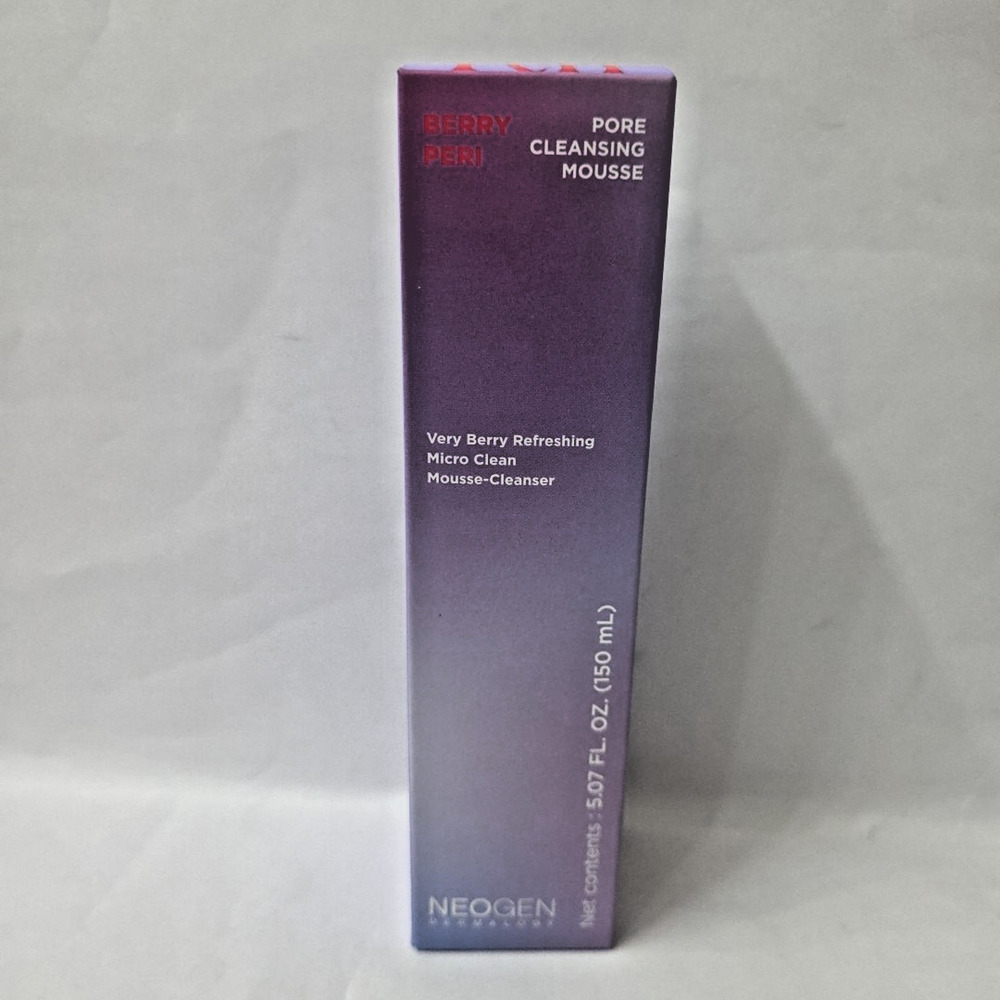 BERRY
PERI
PORE
CLEANSING
MOUSSE
Very Berry Refreshing
Micro Clean
Mousse-Cleanser
Net contents : 5.07 FL. OZ. (150 mL)
NEOGEN
DERMALOGY